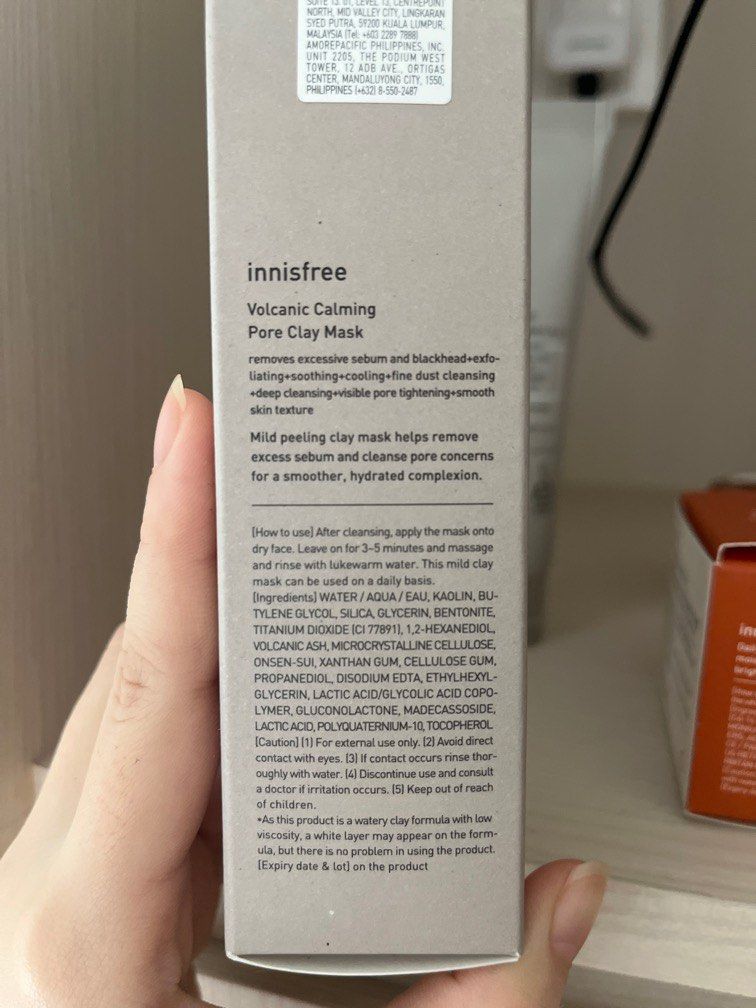 SUITE 13. 01, LEVEL 13, CENTREPOINT
NORTH, MID VALLEY CITY, LINGKARAN
SYED PUTRA, 59200 KUALA LUMPUR,
MALAYSIA (Tel: +603 2289 7888)
AMOREPACIFIC PHILIPPINES, INC.
UNIT 2205, THE PODIUM WEST
TOWER, 12 ADB AVE., ORTIGAS
CENTER, MANDALUYONG CITY, 1550,
PHILIPPINES (+632) 8-550-2487
innisfree
Volcanic Calming
Pore Clay Mask
removes excessive sebum and blackhead+exfo-
liating+soothing+cooling+fine dust cleansing
+deep cleansing+visible pore tightening+smooth
skin texture
Mild peeling clay mask helps remove
excess sebum and cleanse pore concerns
for a smoother, hydrated complexion.
[How to use] After cleansing, apply the mask onto
dry face. Leave on for 3~5 minutes and massage
and rinse with lukewarm water. This mild clay
mask can be used on a daily basis.
[Ingredients] WATER / AQUA / EAU, KAOLIN, BU-
TYLENE GLYCOL, SILICA, GLYCERIN, BENTONITE,
TITANIUM DIOXIDE (CI 77891), 1,2-HEXANEDIOL,
VOLCANIC ASH, MICROCRYSTALLINE CELLULOSE,
ONSEN-SUI, XANTHAN GUM, CELLULOSE GUM,
PROPANEDIOL, DISODIUM EDTA, ETHYLHEXYL-
GLYCERIN, LACTIC ACID/GLYCOLIC ACID COPO-
LYMER, GLUCONOLACTONE, MADECASSOSIDE,
LACTIC ACID, POLYQUATERNIUM-10, TOCOPHEROL
[Caution] (1) For external use only. (2) Avoid direct
contact with eyes. (3) If contact occurs rinse thor-
oughly with water. (4) Discontinue use and consult
a doctor if irritation occurs. (5) Keep out of reach
of children.
*As this product is a watery clay formula with low
viscosity, a white layer may appear on the form-
ula, but there is no problem in using the product.
[Expiry date & lot] on the product